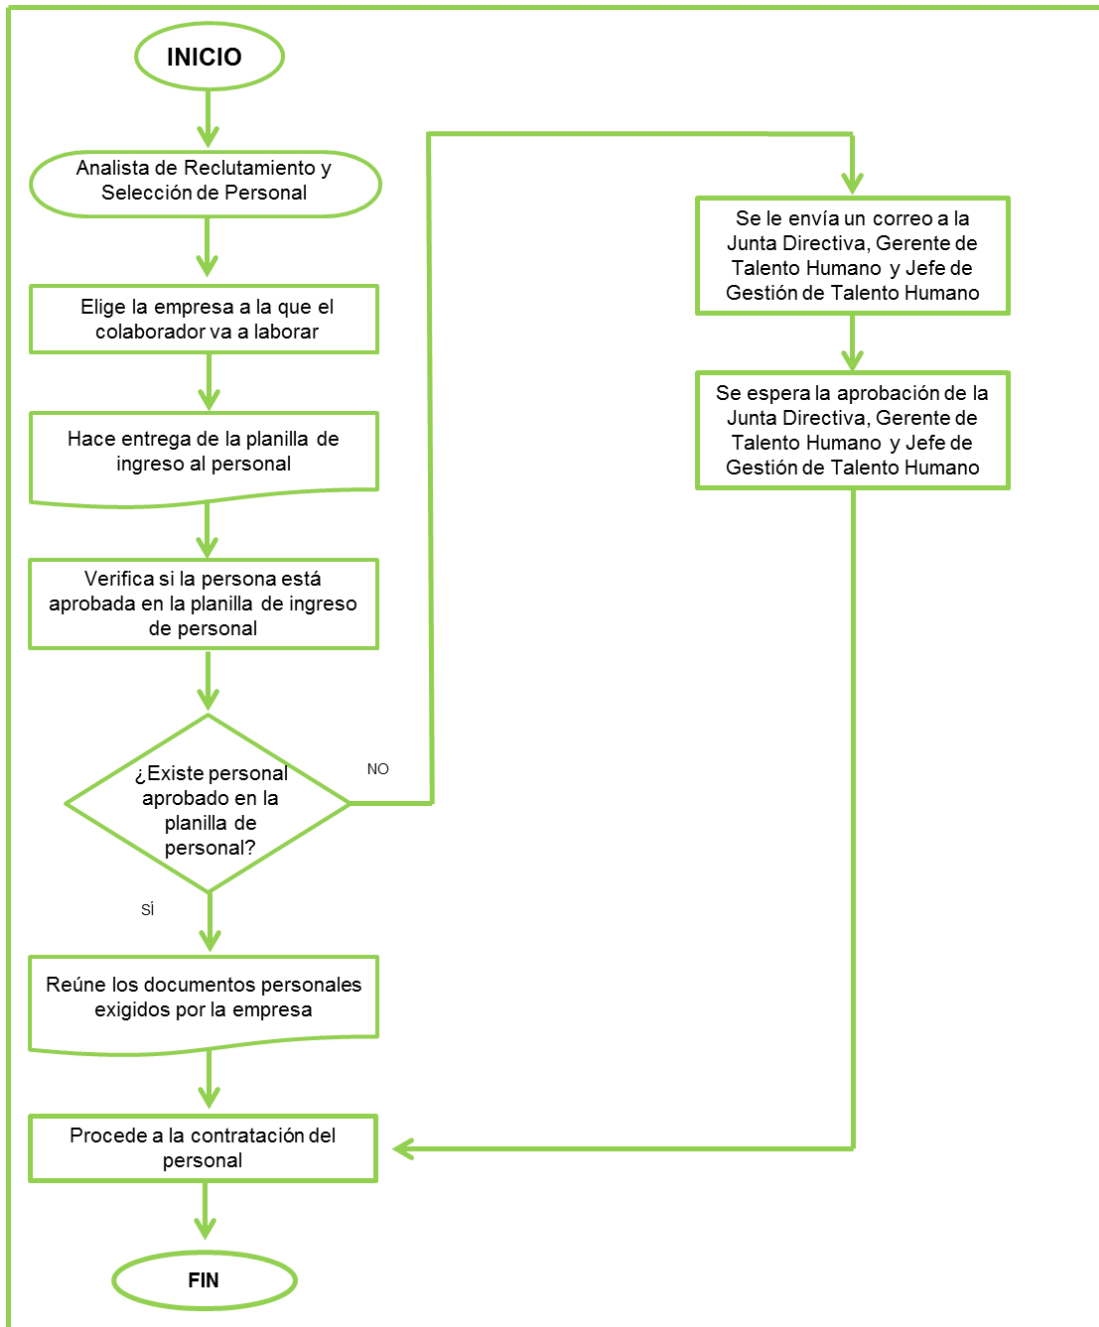 INICIO
Analista de Reclutamiento y
Selección de Personal
Elige la empresa a la que el
colaborador va a laborar
Hace entrega de la planilla de
ingreso al personal
Verifica si la persona está
aprobada en la planilla de ingreso
de personal
¿Existe personal
aprobado en la
planilla de
personal?
NO
SÍ
Reúne los documentos personales
exigidos por la empresa
Procede a la contratación del
personal
FIN
Se le envía un correo a la
Junta Directiva, Gerente de
Talento Humano y Jefe de
Gestión de Talento Humano
Se espera la aprobación de la
Junta Directiva, Gerente de
Talento Humano y Jefe de
Gestión de Talento Humano